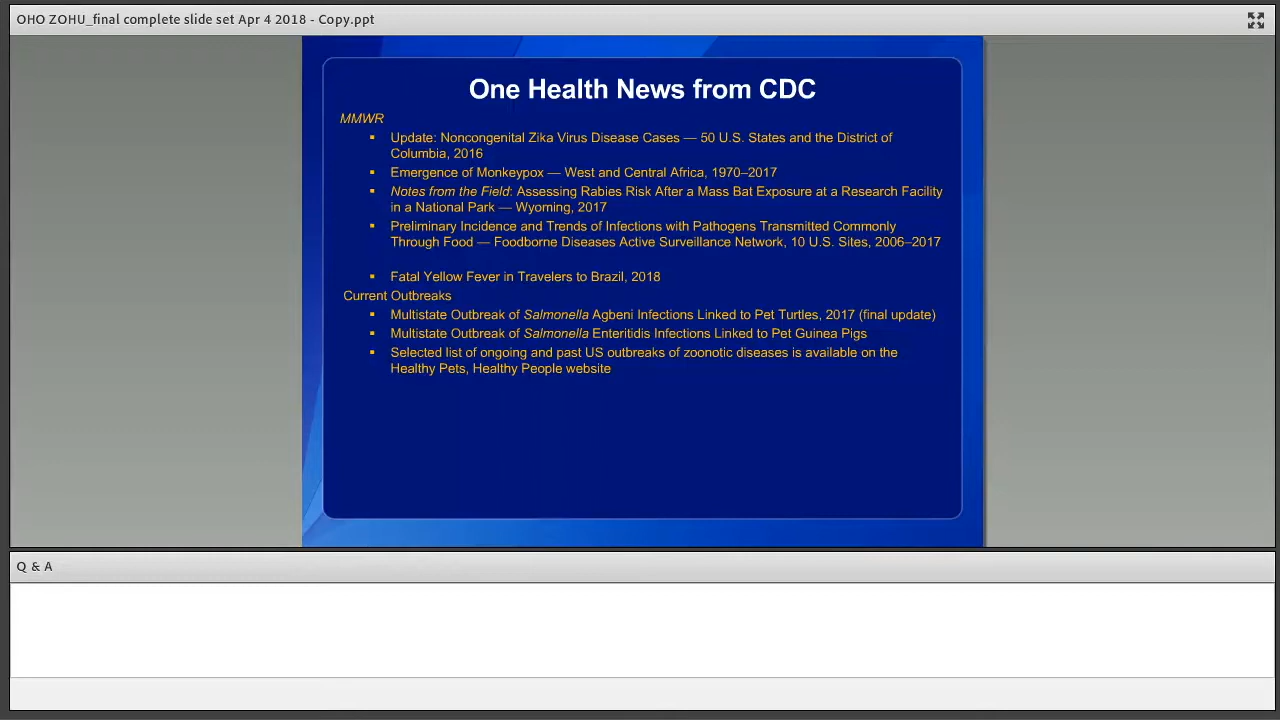 OHO ZOHU_final complete slide set Apr 4 2018 - Copy.ppt
One Health News from CDC
MMWR
▪ Update: Noncongenital Zika Virus Disease Cases — 50 U.S. States and the District of
Columbia, 2016
▪ Emergence of Monkeypox — West and Central Africa, 1970–2017
▪ Notes from the Field: Assessing Rabies Risk After a Mass Bat Exposure at a Research Facility
in a National Park — Wyoming, 2017
▪ Preliminary Incidence and Trends of Infections with Pathogens Transmitted Commonly
Through Food — Foodborne Diseases Active Surveillance Network, 10 U.S. Sites, 2006–2017
▪ Fatal Yellow Fever in Travelers to Brazil, 2018
Current Outbreaks
▪ Multistate Outbreak of Salmonella Agbeni Infections Linked to Pet Turtles, 2017 (final update)
▪ Multistate Outbreak of Salmonella Enteritidis Infections Linked to Pet Guinea Pigs
▪ Selected list of ongoing and past US outbreaks of zoonotic diseases is available on the
Healthy Pets, Healthy People website
Q & A